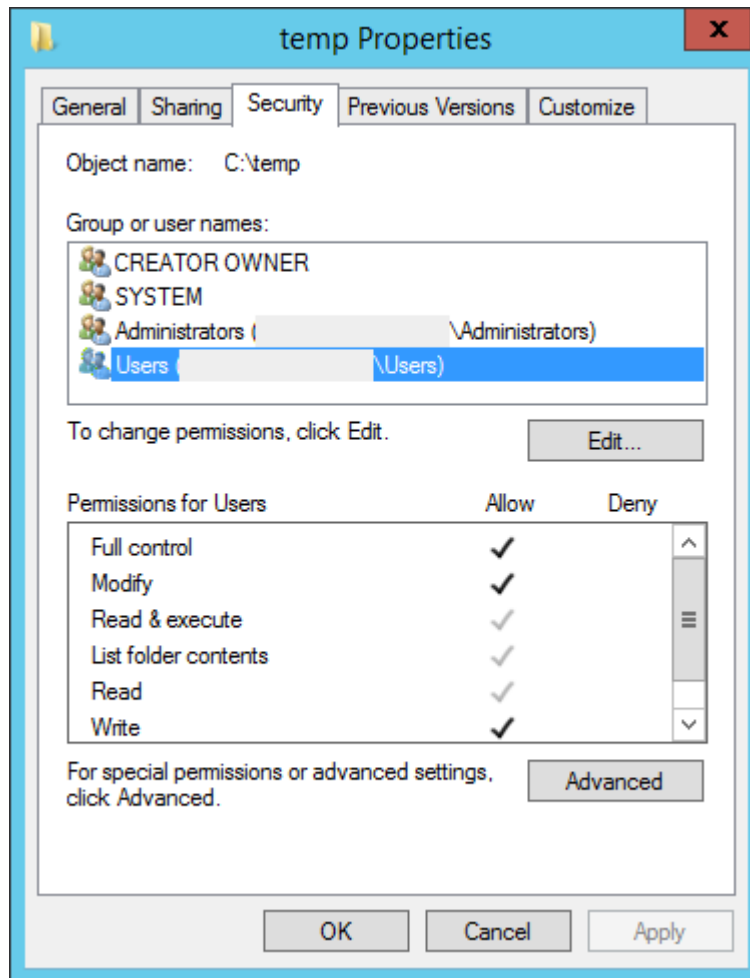 temp Properties
General Sharing Security Previous Versions Customize
Object name: C:\temp
Group or user names:
CREATOR OWNER
SYSTEM
Administrators ( \Administrators)
Users ( \Users)
To change permissions, click Edit.
Edit...
Permissions for Users Allow Deny
Full control
Modify
Read & execute
List folder contents
Read
Write
For special permissions or advanced settings, click Advanced.
Advanced
OK Cancel Apply